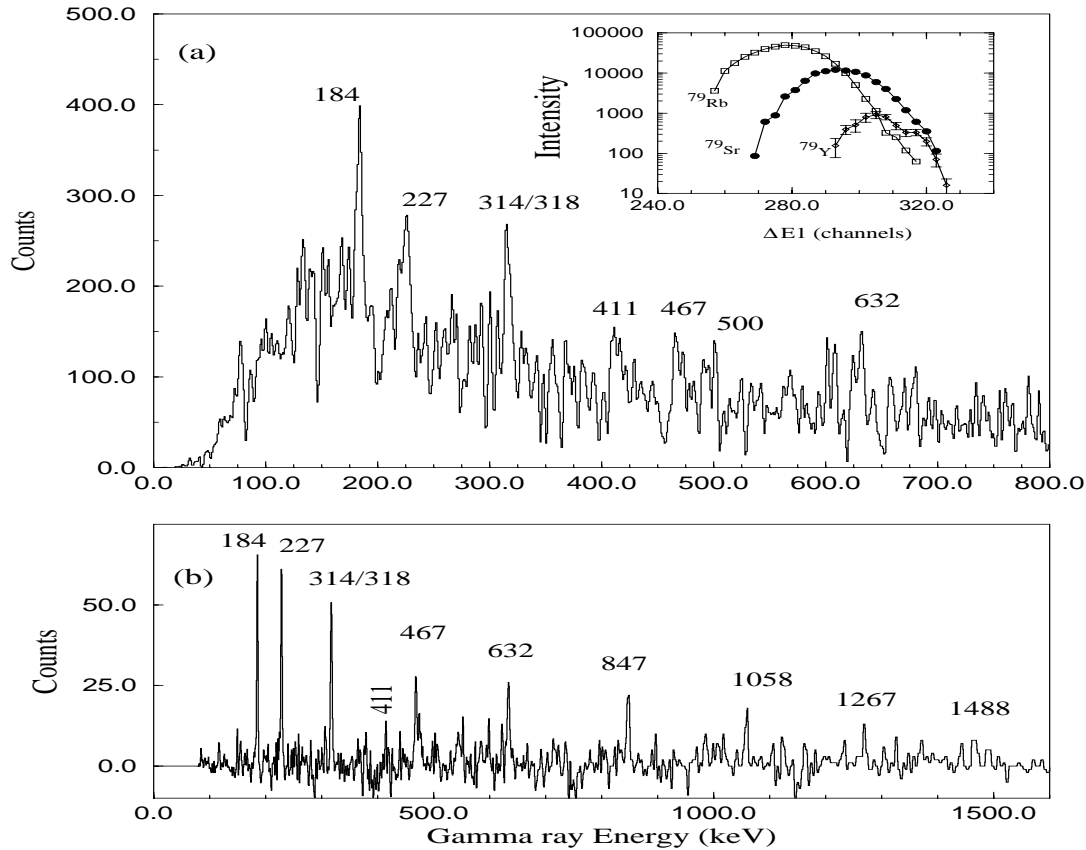 500.0
400.0
300.0
200.0
100.0
0.0
Counts
(a)
184
227
314/318
411
467
500
632
0.0 100.0 200.0 300.0 400.0 500.0 600.0 700.0 800.0
100000
10000
1000
100
10
Intensity
79Rb
79Sr
79Y
240.0 280.0 320.0
ΔE1 (channels)
50.0
25.0
0.0
Counts
(b)
184
227
314/318
411
467
632
847
1058
1267
1488
0.0 500.0 1000.0 1500.0
Gamma ray Energy (keV)